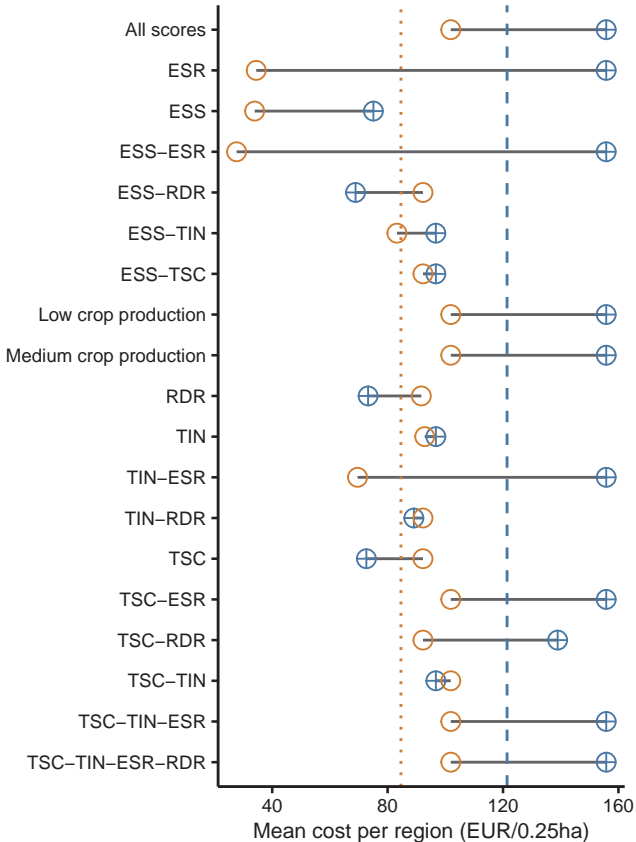 All scores
ESR
ESS
ESS−ESR
ESS−RDR
ESS−TIN
ESS−TSC
Low crop production
Medium crop production
RDR
TIN
TIN−ESR
TIN−RDR
TSC
TSC−ESR
TSC−RDR
TSC−TIN
TSC−TIN−ESR
TSC−TIN−ESR−RDR
40 80 120 160
Mean cost per region (EUR/0.25ha)